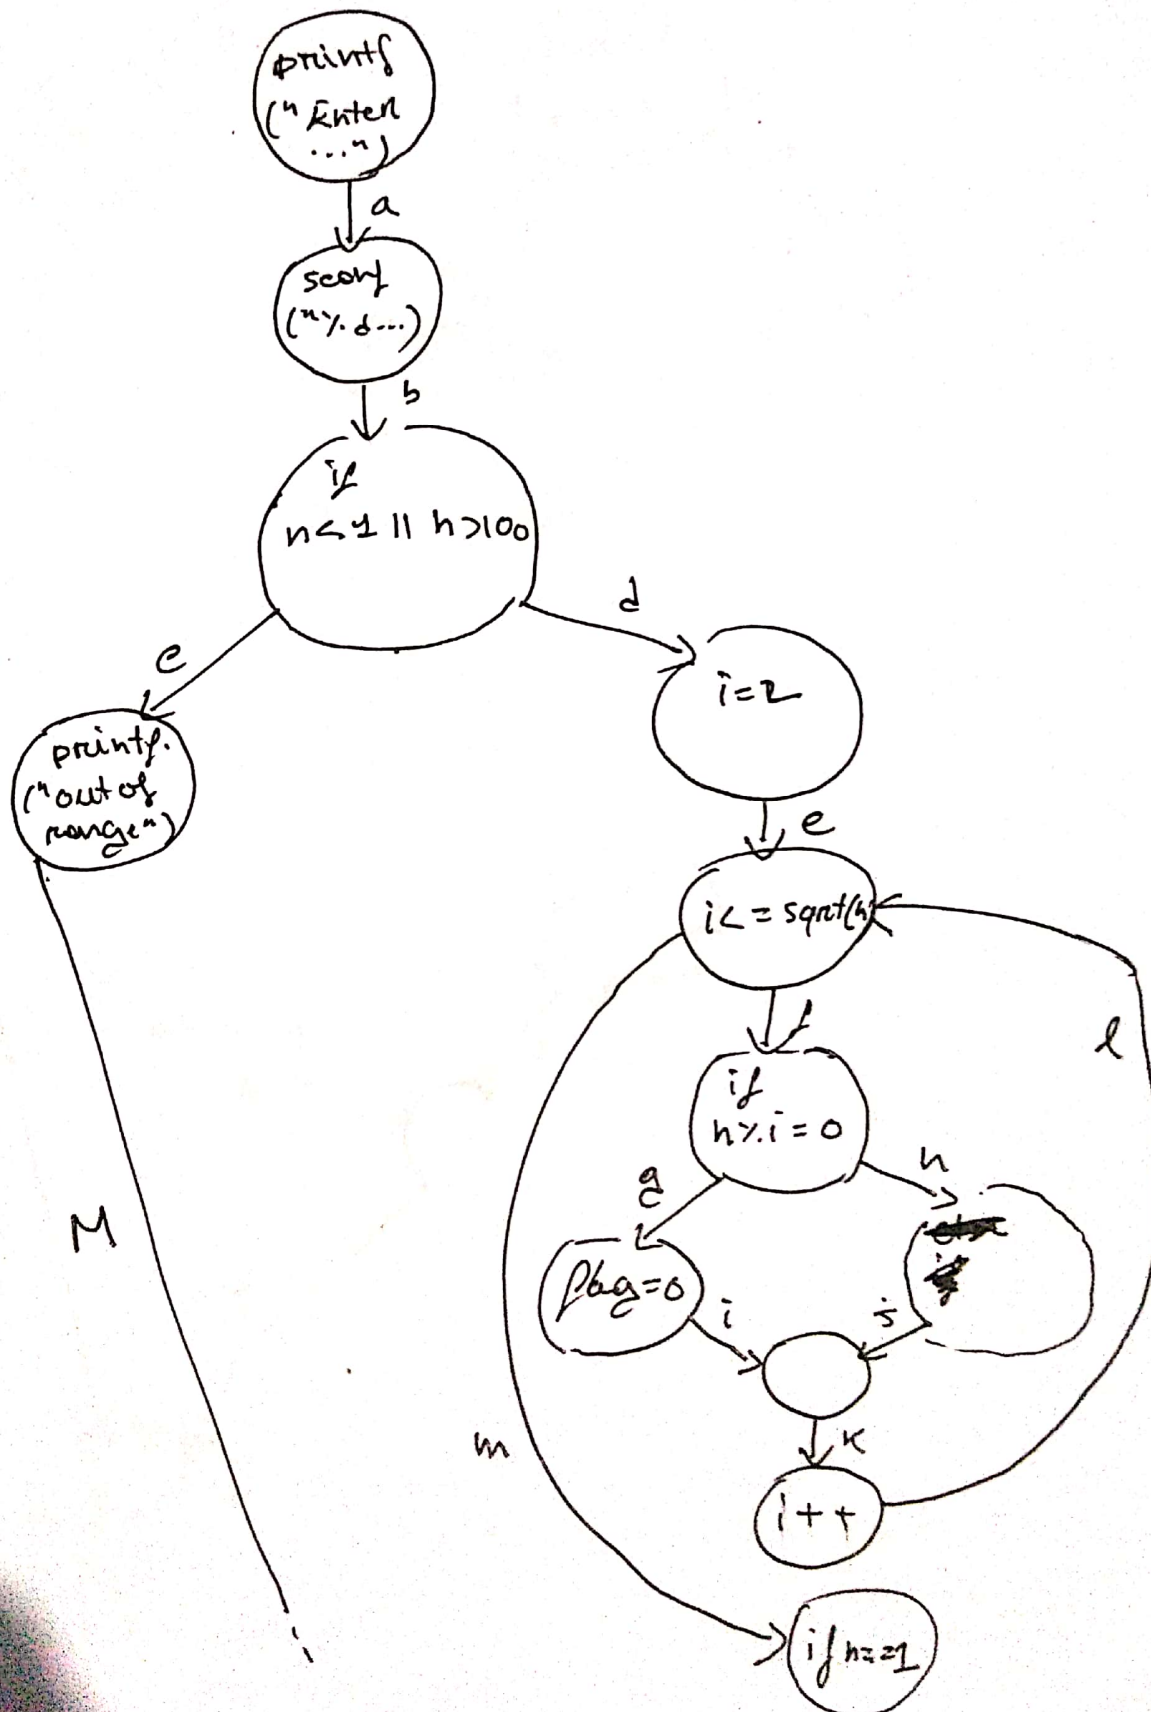 printf
("Enter
...")
a
scanf
("%d...)
b
if
n<1 || n>100
d
c
i=2
printf.
("out of
range")
e
i<=sqrt(n)
f
l
if
n%i=0
g
h
M
flag=0
i
j
m
k
i++
if n==1